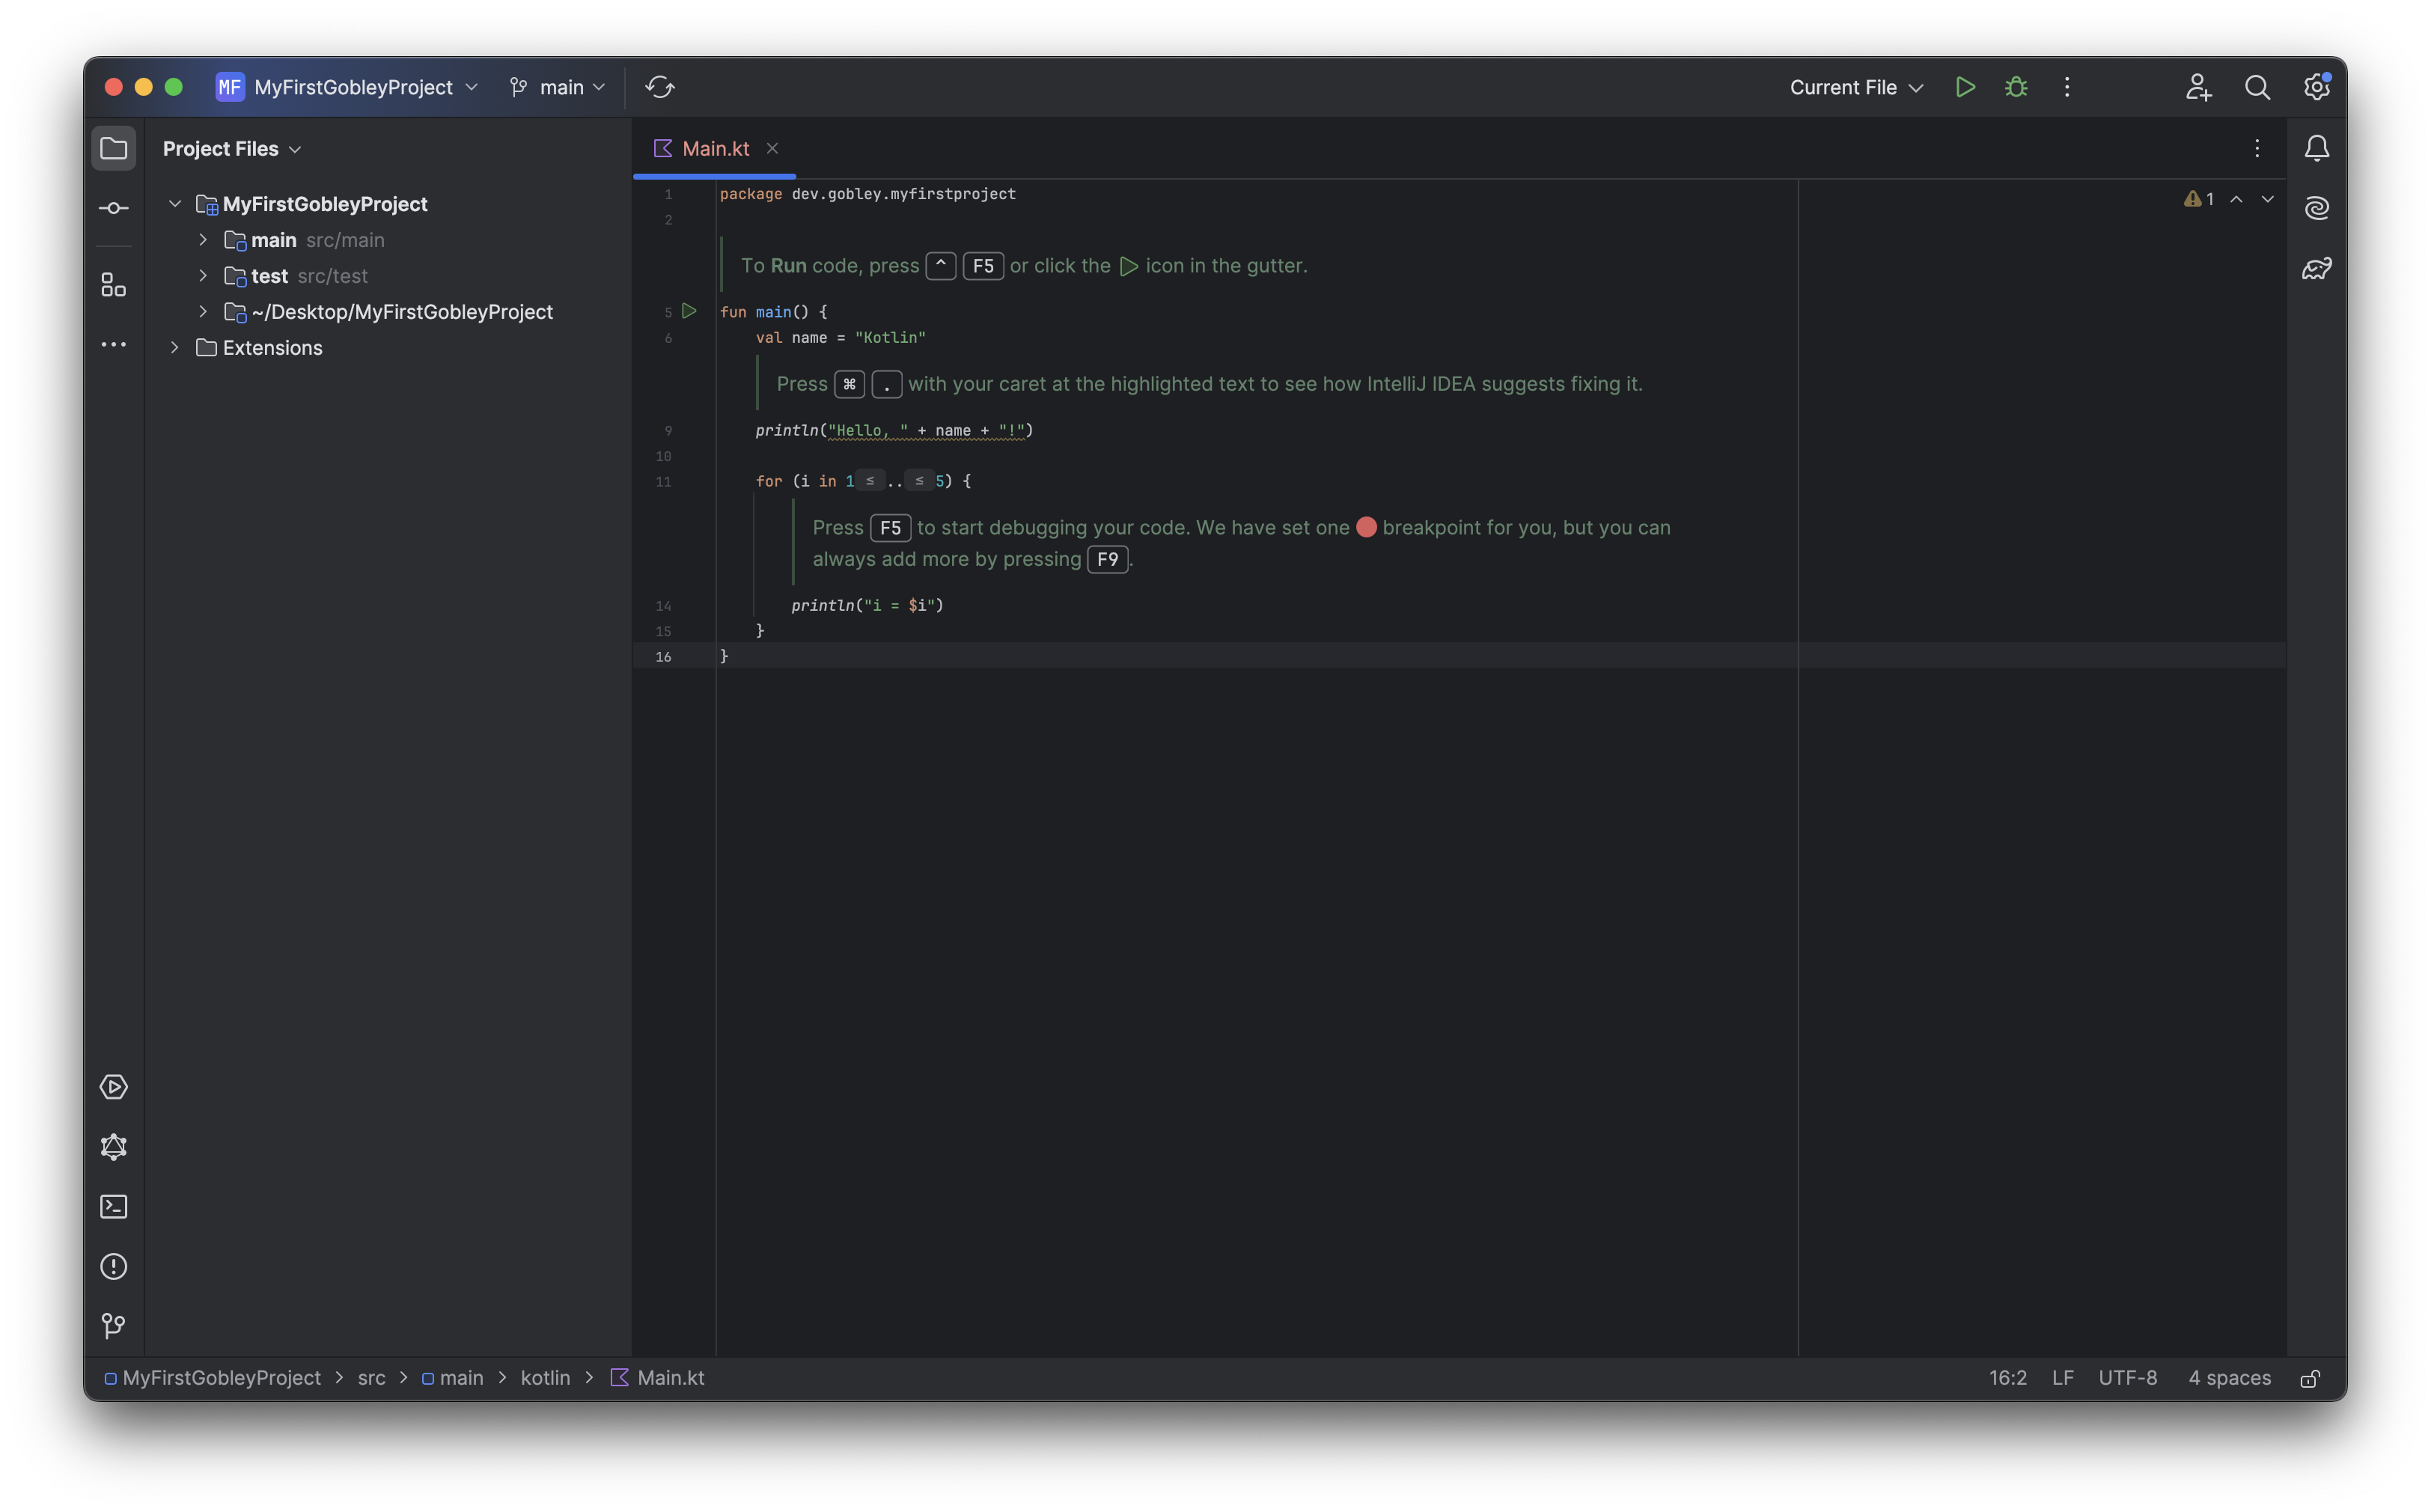 MF MyFirstGobleyProject main Current File
Project Files
Main.kt
MyFirstGobleyProject
main src/main
test src/test
~/Desktop/MyFirstGobleyProject
Extensions
1 package dev.gobley.myfirstproject
2
To Run code, press ^ F5 or click the icon in the gutter.
5 fun main() {
6 val name = "Kotlin"
Press ⌘ . with your caret at the highlighted text to see how IntelliJ IDEA suggests fixing it.
9 println("Hello, " + name + "!")
10
11 for (i in 1 ≤ .. ≤ 5) {
Press F5 to start debugging your code. We have set one breakpoint for you, but you can
always add more by pressing F9.
14 println("i = $i")
15 }
16 }
1
MyFirstGobleyProject > src > main > kotlin > Main.kt
16:2 LF UTF-8 4 spaces